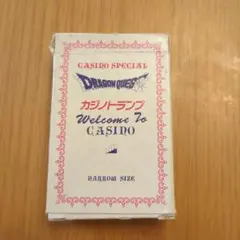 CASINO SPECIAL
DRAGON QUEST
カジノトランプ
Welcome To
CASINO
NARROW SIZE